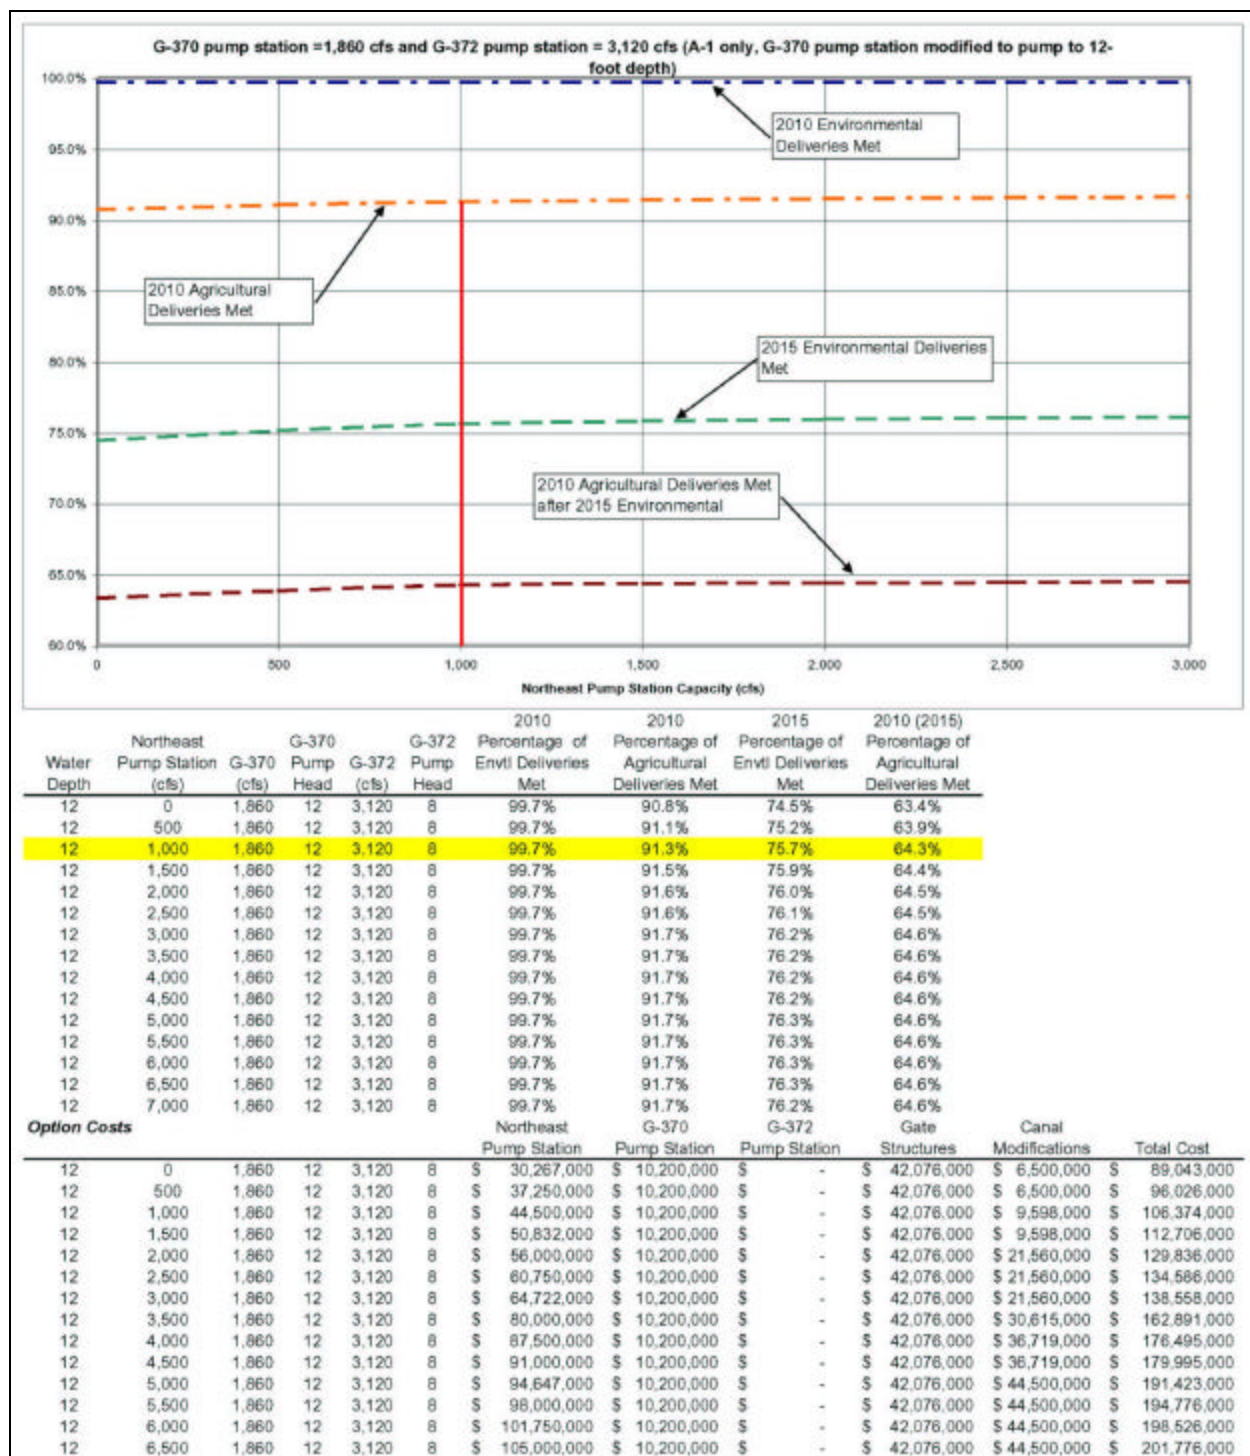 G-370 pump station =1,860 cfs and G-372 pump station = 3,120 cfs (A-1 only, G-370 pump station modified to pump to 12-
foot depth)
100.0%
2010 Environmental
Deliveries Met
95.0%
90.0%
2010 Agricultural
Deliveries Met
85.0%
2015 Environmental Deliveries
Met
80.0%
75.0%
2010 Agricultural Deliveries Met
after 2015 Environmental
70.0%
65.0%
60.0%
0 500 1,000 1,500 2,000 2,500 3,000
Northeast Pump Station Capacity (cfs)
2010 2010 2015 2010 (2015)
Northeast G-370 G-372 Percentage of Percentage of Percentage of Percentage of
Water Pump Station G-370 Pump G-372 Pump Envtl Deliveries Agricultural Envtl Deliveries Agricultural
Depth (cfs) (cfs) Head (cfs) Head Met Deliveries Met Met Deliveries Met
12 0 1,860 12 3,120 8 99.7% 90.8% 74.5% 63.4%
12 500 1,860 12 3,120 8 99.7% 91.1% 75.2% 63.9%
12 1,000 1,860 12 3,120 8 99.7% 91.3% 75.7% 64.3%
12 1,500 1,860 12 3,120 8 99.7% 91.5% 75.9% 64.4%
12 2,000 1,860 12 3,120 8 99.7% 91.6% 76.0% 64.5%
12 2,500 1,860 12 3,120 8 99.7% 91.6% 76.1% 64.5%
12 3,000 1,860 12 3,120 8 99.7% 91.7% 76.2% 64.6%
12 3,500 1,860 12 3,120 8 99.7% 91.7% 76.2% 64.6%
12 4,000 1,860 12 3,120 8 99.7% 91.7% 76.2% 64.6%
12 4,500 1,860 12 3,120 8 99.7% 91.7% 76.2% 64.6%
12 5,000 1,860 12 3,120 8 99.7% 91.7% 76.3% 64.6%
12 5,500 1,860 12 3,120 8 99.7% 91.7% 76.3% 64.6%
12 6,000 1,860 12 3,120 8 99.7% 91.7% 76.3% 64.6%
12 6,500 1,860 12 3,120 8 99.7% 91.7% 76.3% 64.6%
12 7,000 1,860 12 3,120 8 99.7% 91.7% 76.2% 64.6%
Option Costs Northeast G-370 G-372 Gate Canal
Pump Station Pump Station Pump Station Structures Modifications Total Cost
12 0 1,860 12 3,120 8 $ 30,267,000 $ 10,200,000 $ - $ 42,076,000 $ 6,500,000 $ 89,043,000
12 500 1,860 12 3,120 8 $ 37,250,000 $ 10,200,000 $ - $ 42,076,000 $ 6,500,000 $ 96,026,000
12 1,000 1,860 12 3,120 8 $ 44,500,000 $ 10,200,000 $ - $ 42,076,000 $ 9,598,000 $ 106,374,000
12 1,500 1,860 12 3,120 8 $ 50,832,000 $ 10,200,000 $ - $ 42,076,000 $ 9,598,000 $ 112,706,000
12 2,000 1,860 12 3,120 8 $ 56,000,000 $ 10,200,000 $ - $ 42,076,000 $ 21,560,000 $ 129,836,000
12 2,500 1,860 12 3,120 8 $ 60,750,000 $ 10,200,000 $ - $ 42,076,000 $ 21,560,000 $ 134,586,000
12 3,000 1,860 12 3,120 8 $ 64,722,000 $ 10,200,000 $ - $ 42,076,000 $ 21,560,000 $ 138,558,000
12 3,500 1,860 12 3,120 8 $ 80,000,000 $ 10,200,000 $ - $ 42,076,000 $ 30,615,000 $ 162,891,000
12 4,000 1,860 12 3,120 8 $ 87,500,000 $ 10,200,000 $ - $ 42,076,000 $ 36,719,000 $ 176,495,000
12 4,500 1,860 12 3,120 8 $ 91,000,000 $ 10,200,000 $ - $ 42,076,000 $ 36,719,000 $ 179,995,000
12 5,000 1,860 12 3,120 8 $ 94,647,000 $ 10,200,000 $ - $ 42,076,000 $ 44,500,000 $ 191,423,000
12 5,500 1,860 12 3,120 8 $ 98,000,000 $ 10,200,000 $ - $ 42,076,000 $ 44,500,000 $ 194,776,000
12 6,000 1,860 12 3,120 8 $ 101,750,000 $ 10,200,000 $ - $ 42,076,000 $ 44,500,000 $ 198,526,000
12 6,500 1,860 12 3,120 8 $ 105,000,000 $ 10,200,000 $ - $ 42,076,000 $ 44,500,000 $ 201,776,000